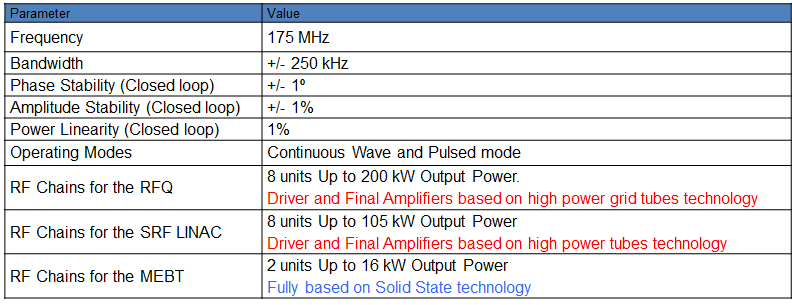 Parameter Value
Frequency 175 MHz
Bandwidth +/- 250 kHz
Phase Stability (Closed loop) +/- 1º
Amplitude Stability (Closed loop) +/- 1%
Power Linearity (Closed loop) 1%
Operating Modes Continuous Wave and Pulsed mode
RF Chains for the RFQ 8 units Up to 200 kW Output Power.
Driver and Final Amplifiers based on high power grid tubes technology
RF Chains for the SRF LINAC 8 units Up to 105 kW Output Power
Driver and Final Amplifiers based on high power tubes technology
RF Chains for the MEBT 2 units Up to 16 kW Output Power
Fully based on Solid State technology